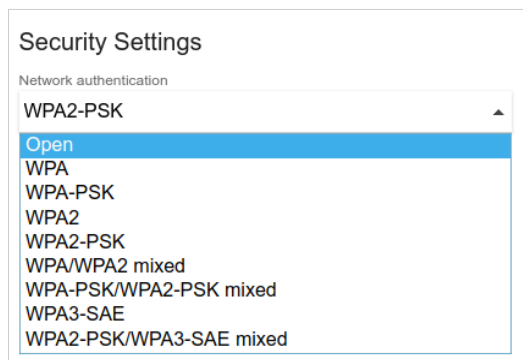 Security Settings
Network authentication
WPA2-PSK
Open
WPA
WPA-PSK
WPA2
WPA2-PSK
WPA/WPA2 mixed
WPA-PSK/WPA2-PSK mixed
WPA3-SAE
WPA2-PSK/WPA3-SAE mixed